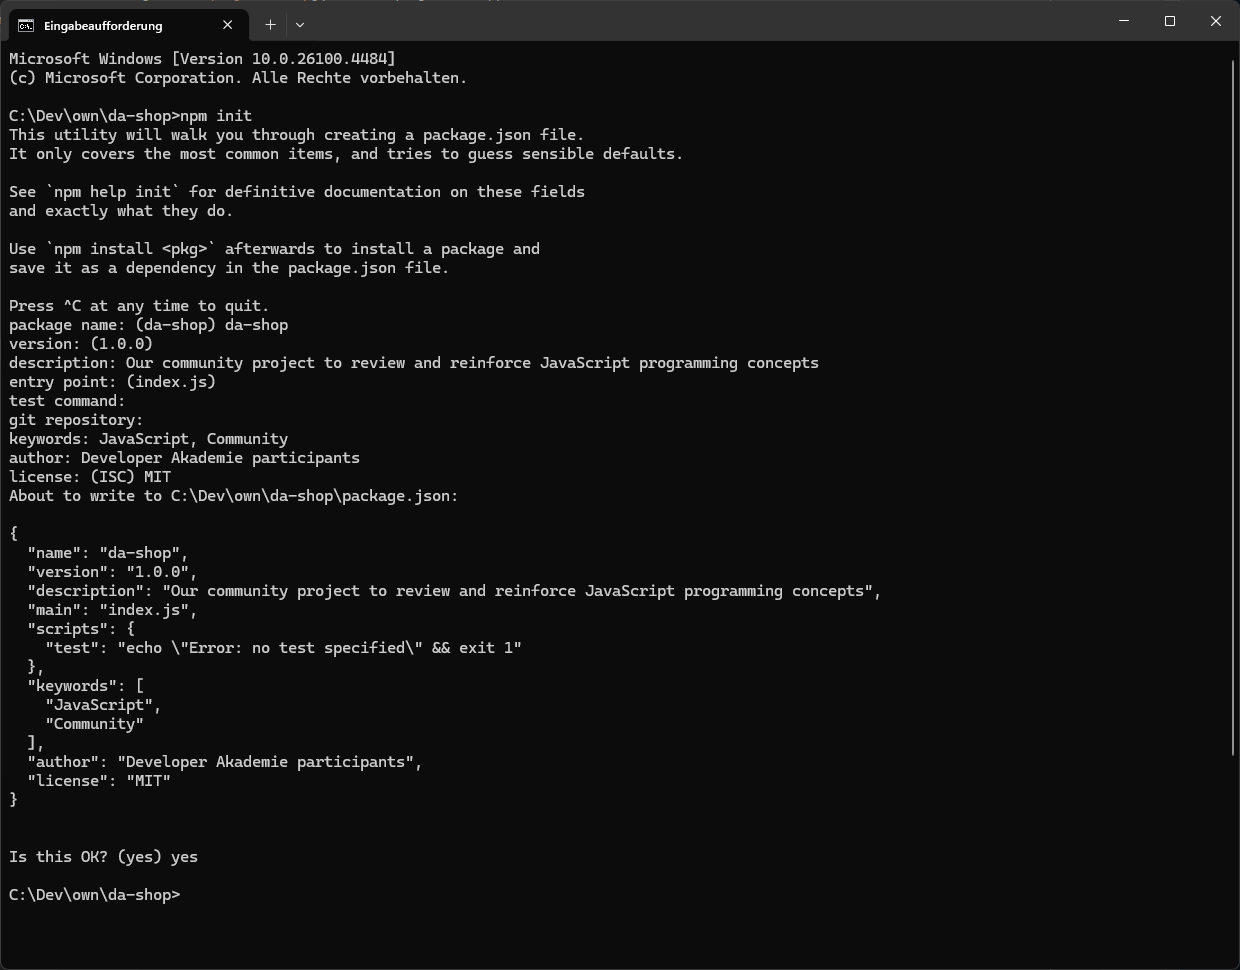 Eingabeaufforderung
Microsoft Windows [Version 10.0.26100.4484]
(c) Microsoft Corporation. Alle Rechte vorbehalten.
C:\Dev\own\da-shop>npm init
This utility will walk you through creating a package.json file.
It only covers the most common items, and tries to guess sensible defaults.
See `npm help init` for definitive documentation on these fields
and exactly what they do.
Use `npm install <pkg>` afterwards to install a package and
save it as a dependency in the package.json file.
Press ^C at any time to quit.
package name: (da-shop) da-shop
version: (1.0.0)
description: Our community project to review and reinforce JavaScript programming concepts
entry point: (index.js)
test command:
git repository:
keywords: JavaScript, Community
author: Developer Akademie participants
license: (ISC) MIT
About to write to C:\Dev\own\da-shop\package.json:
{
  "name": "da-shop",
  "version": "1.0.0",
  "description": "Our community project to review and reinforce JavaScript programming concepts",
  "main": "index.js",
  "scripts": {
    "test": "echo \"Error: no test specified\" && exit 1"
  },
  "keywords": [
    "JavaScript",
    "Community"
  ],
  "author": "Developer Akademie participants",
  "license": "MIT"
}
Is this OK? (yes) yes
C:\Dev\own\da-shop>